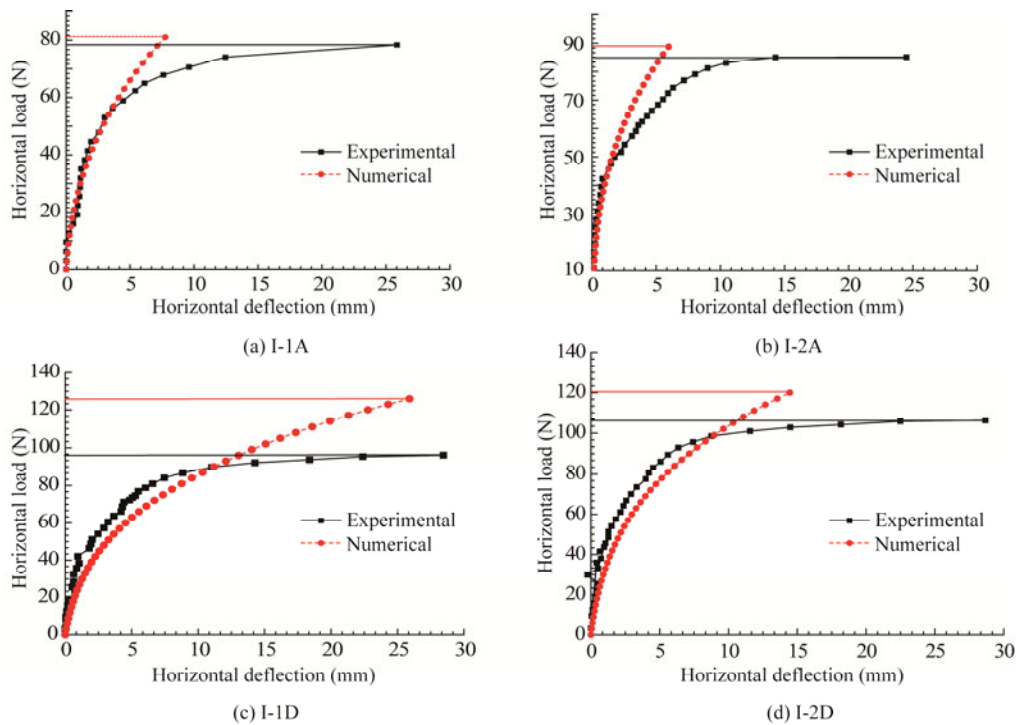 Horizontal load (N)
80
60
40
20
0
Experimental
Numerical
0 5 10 15 20 25 30
Horizontal deflection (mm)
(a) I-1A
Horizontal load (N)
90
70
50
30
10
Experimental
Numerical
0 5 10 15 20 25 30
Horizontal deflection (mm)
(b) I-2A
Horizontal load (N)
140
120
100
80
60
40
20
0
Experimental
Numerical
0 5 10 15 20 25 30
Horizontal deflection (mm)
(c) I-1D
Horizontal load (N)
140
120
100
80
60
40
20
0
Experimental
Numerical
0 5 10 15 20 25 30
Horizontal deflection (mm)
(d) I-2D